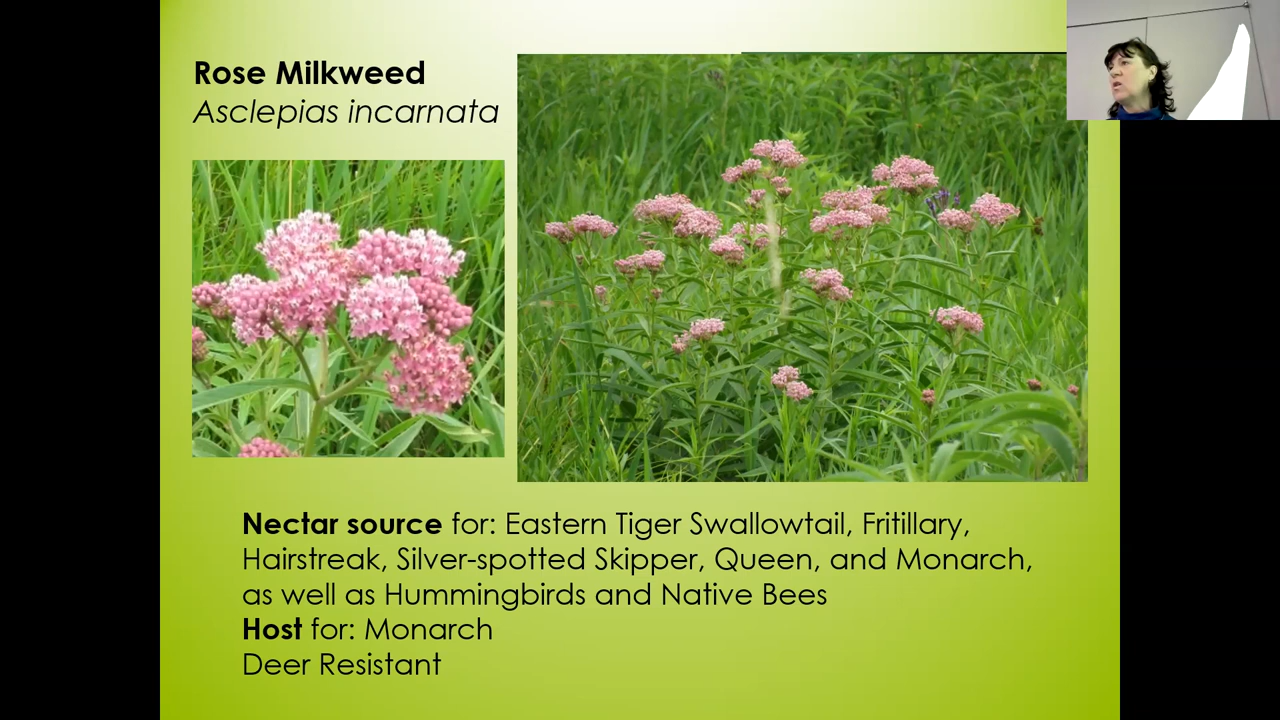 Rose Milkweed
Asclepias incarnata
Nectar source for: Eastern Tiger Swallowtail, Fritillary,
Hairstreak, Silver-spotted Skipper, Queen, and Monarch,
as well as Hummingbirds and Native Bees
Host for: Monarch
Deer Resistant